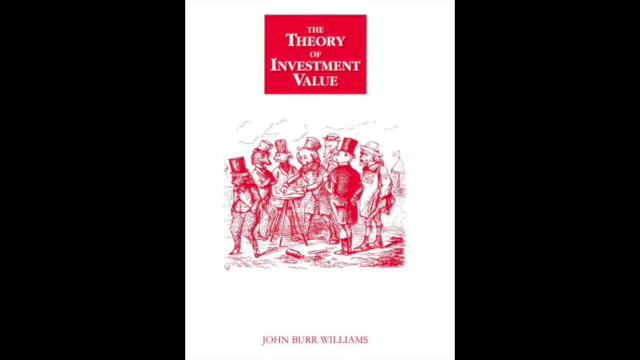 THE
THEORY
OF
INVESTMENT
VALUE
JOHN BURR WILLIAMS